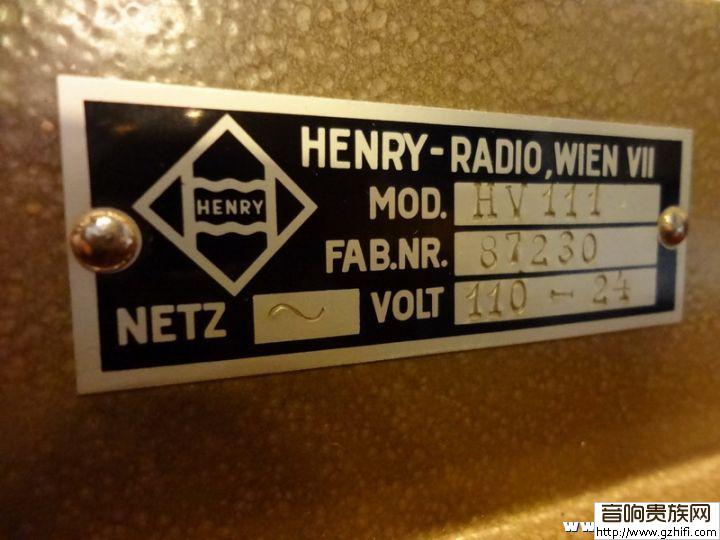 HENRY
HENRY-RADIO, WIEN VII
MOD. HV 111
FAB.NR. 87230
NETZ ~ VOLT 110 - 24
音响贵族网
http://www.gzhifi.com